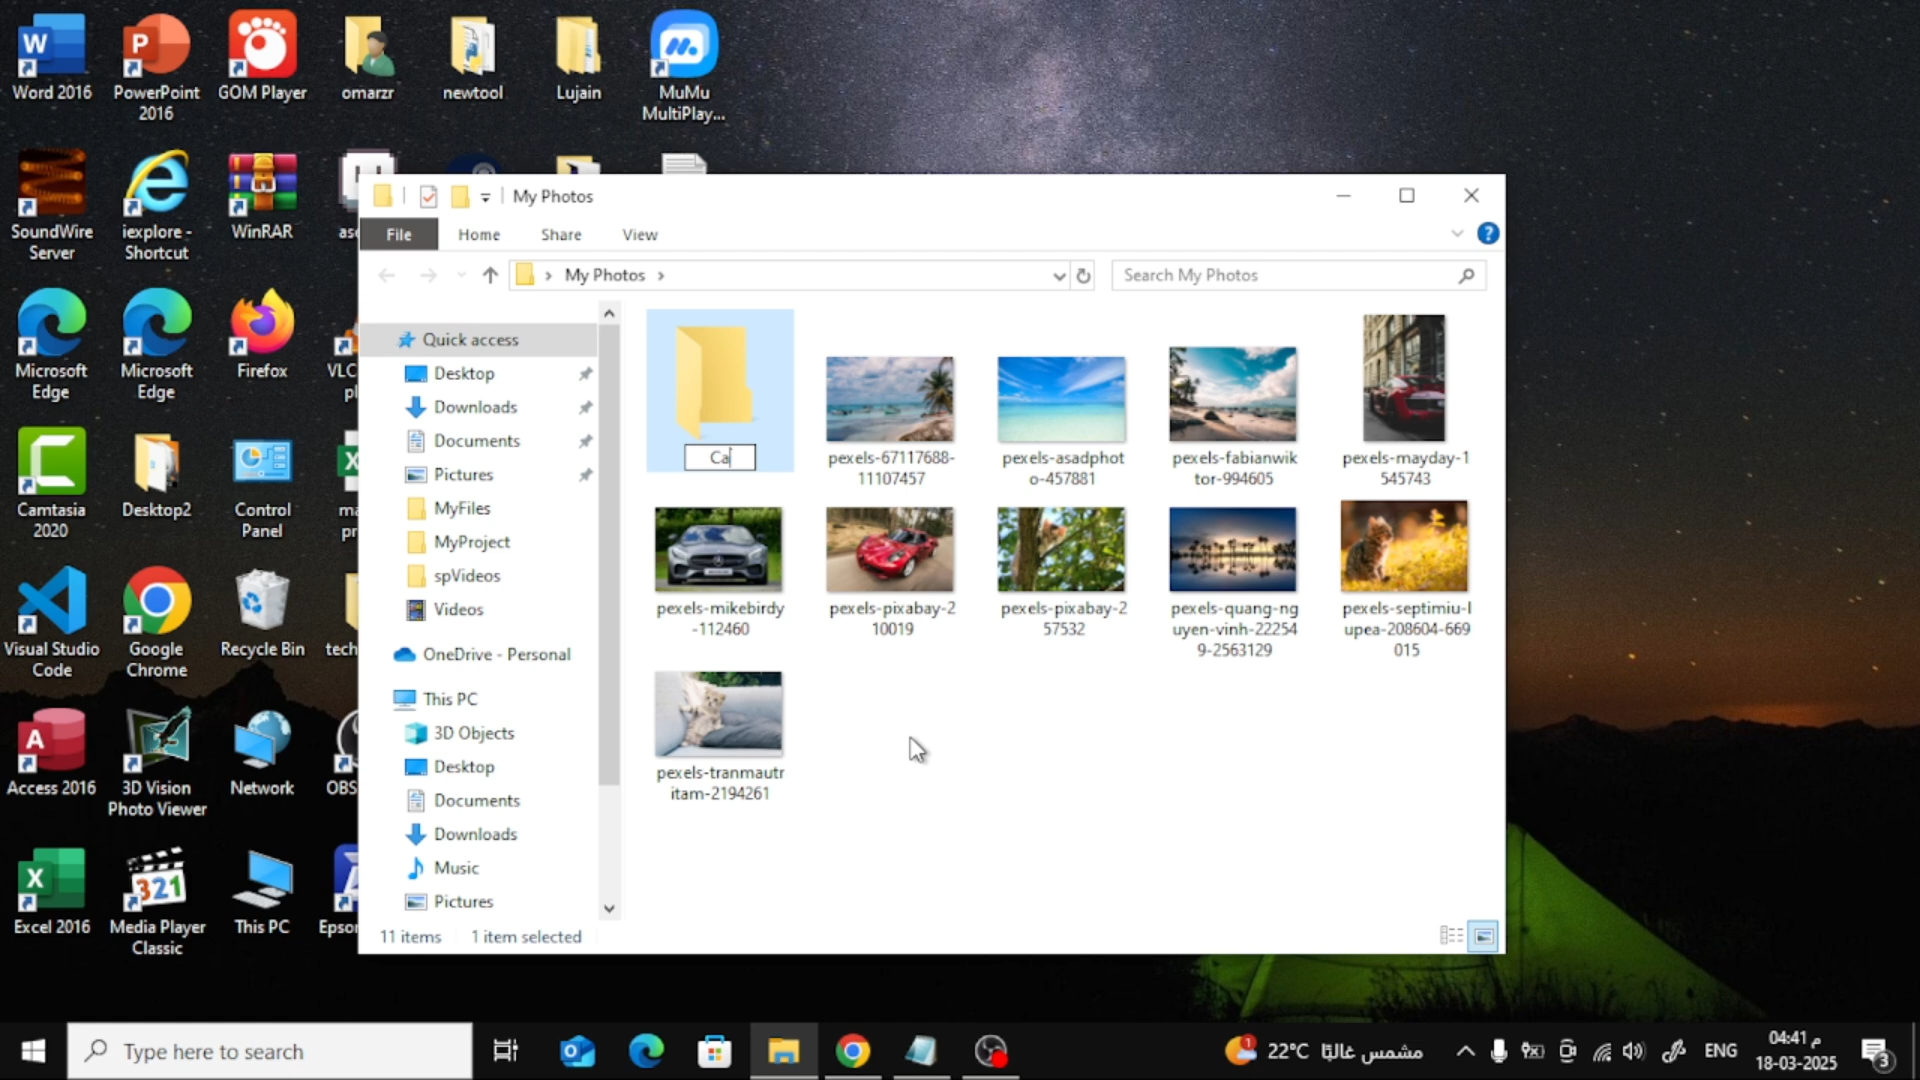 Word 2016
PowerPoint
2016
GOM Player
omarzr
newtool
Lujain
MuMu
MultiPlay...
SoundWire
Server
iexplore -
Shortcut
WinRAR
Microsoft
Edge
Microsoft
Edge
Firefox
Camtasia
2020
Desktop2
Control
Panel
Visual Studio
Code
Google
Chrome
Recycle Bin
Access 2016
3D Vision
Photo Viewer
Network
Excel 2016
Media Player
Classic
This PC
My Photos
File
Home
Share
View
My Photos
Search My Photos
Quick access
Desktop
Downloads
Documents
Pictures
MyFiles
MyProject
spVideos
Videos
OneDrive - Personal
This PC
3D Objects
Desktop
Documents
Downloads
Music
Pictures
Ca
pexels-67117688-
11107457
pexels-asadphot
o-457881
pexels-fabianwik
tor-994605
pexels-mayday-1
545743
pexels-mikebirdy
-112460
pexels-pixabay-2
10019
pexels-pixabay-2
57532
pexels-quang-ng
uyen-vinh-22254
9-2563129
pexels-septimiu-l
upea-208604-669
015
pexels-tranmautr
itam-2194261
11 items
1 item selected
Type here to search
22°C مشمس غالبًا
ENG
04:41 م
18-03-2025
3